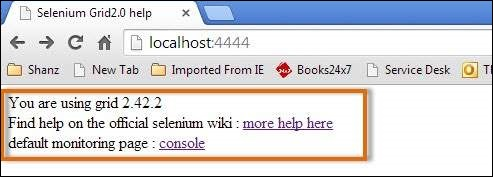 Selenium Grid2.0 help
localhost:4444
Shanz New Tab Imported From IE Books24x7 Service Desk
You are using grid 2.42.2
Find help on the official selenium wiki : more help here
default monitoring page : console